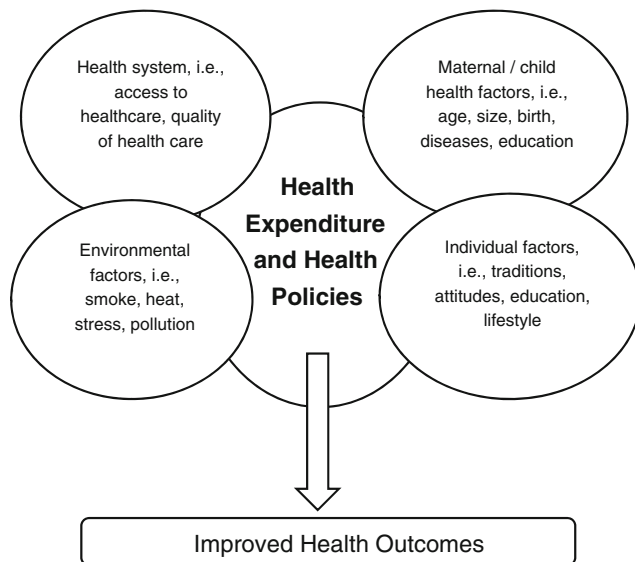 Health system, i.e.,
access to
healthcare, quality
of health care
Maternal / child
health factors, i.e.,
age, size, birth,
diseases, education
Health
Expenditure
and Health
Policies
Environmental
factors, i.e.,
smoke, heat,
stress, pollution
Individual factors,
i.e., traditions,
attitudes, education,
lifestyle
Improved Health Outcomes